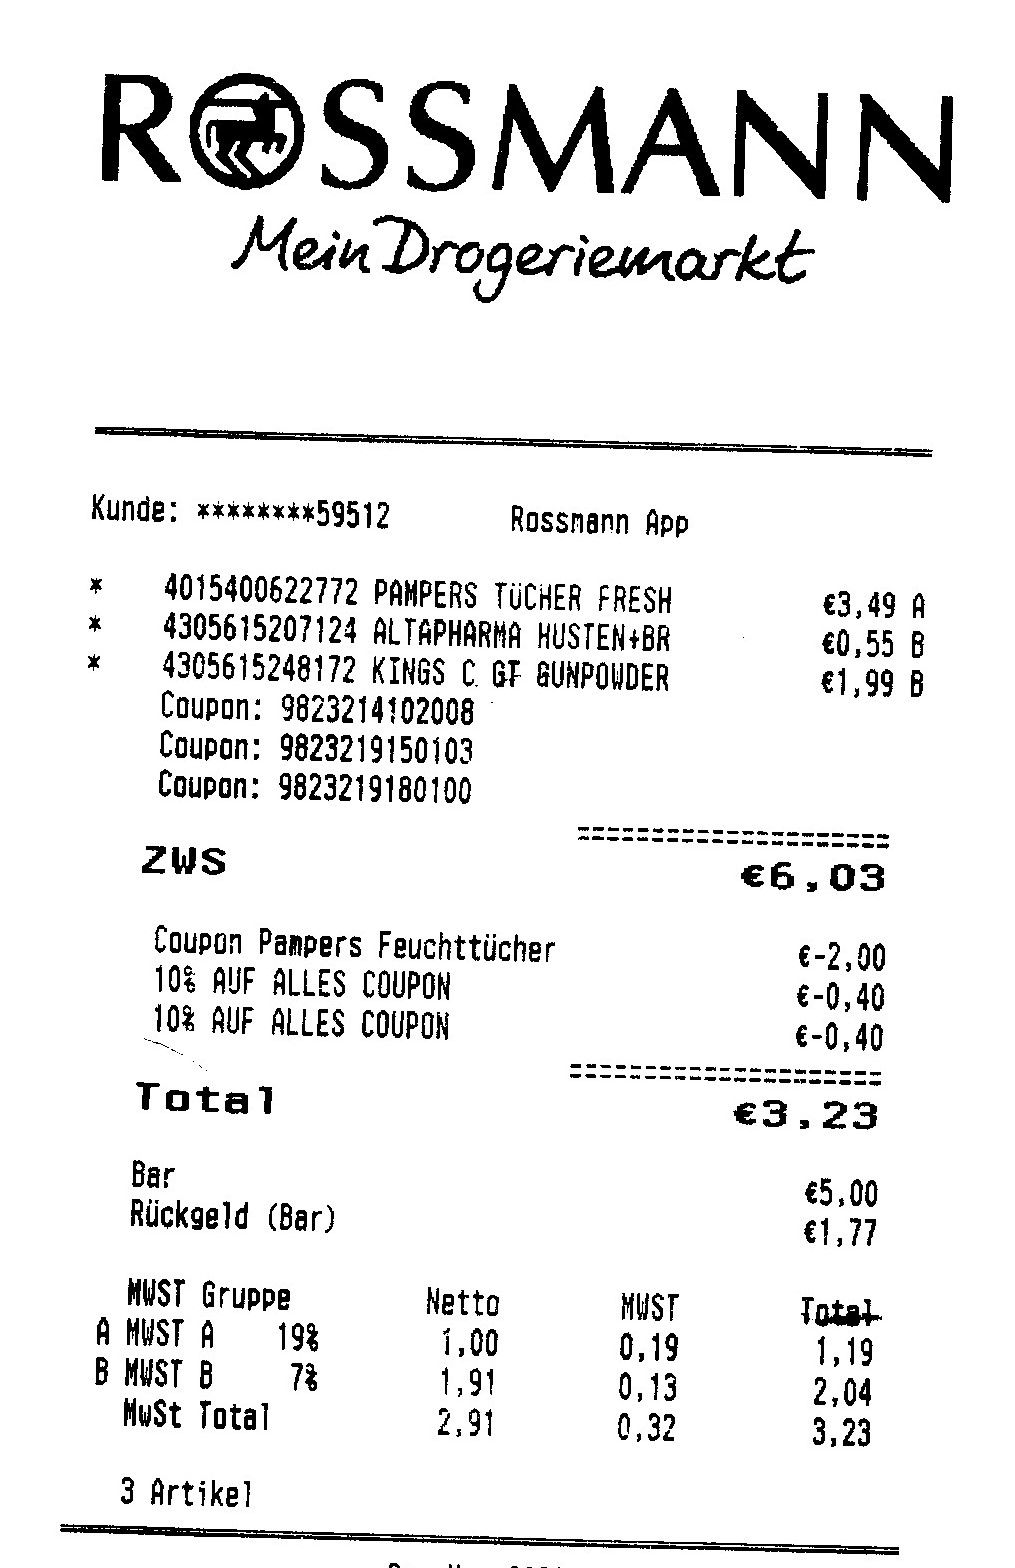 ROSSMANN
Mein Drogeriemarkt
Kunde: ********59512 Rossmann App
* 4015400622772 PAMPERS TÜCHER FRESH €3,49 A
* 4305615207124 ALTAPHARMA HUSTEN+BR €0,55 B
* 4305615248172 KINGS C. GT GUNPOWDER €1,99 B
Coupon: 9823214102008
Coupon: 9823219150103
Coupon: 9823219180100
=====================
ZWS €6,03
Coupon Pampers Feuchttücher €-2,00
10% AUF ALLES COUPON €-0,40
10% AUF ALLES COUPON €-0,40
=====================
Total €3,23
Bar €5,00
Rückgeld (Bar) €1,77
MWST Gruppe Netto MWST Total
A MWST A 19% 1,00 0,19 1,19
B MWST B 7% 1,91 0,13 2,04
MwSt Total 2,91 0,32 3,23
3 Artikel